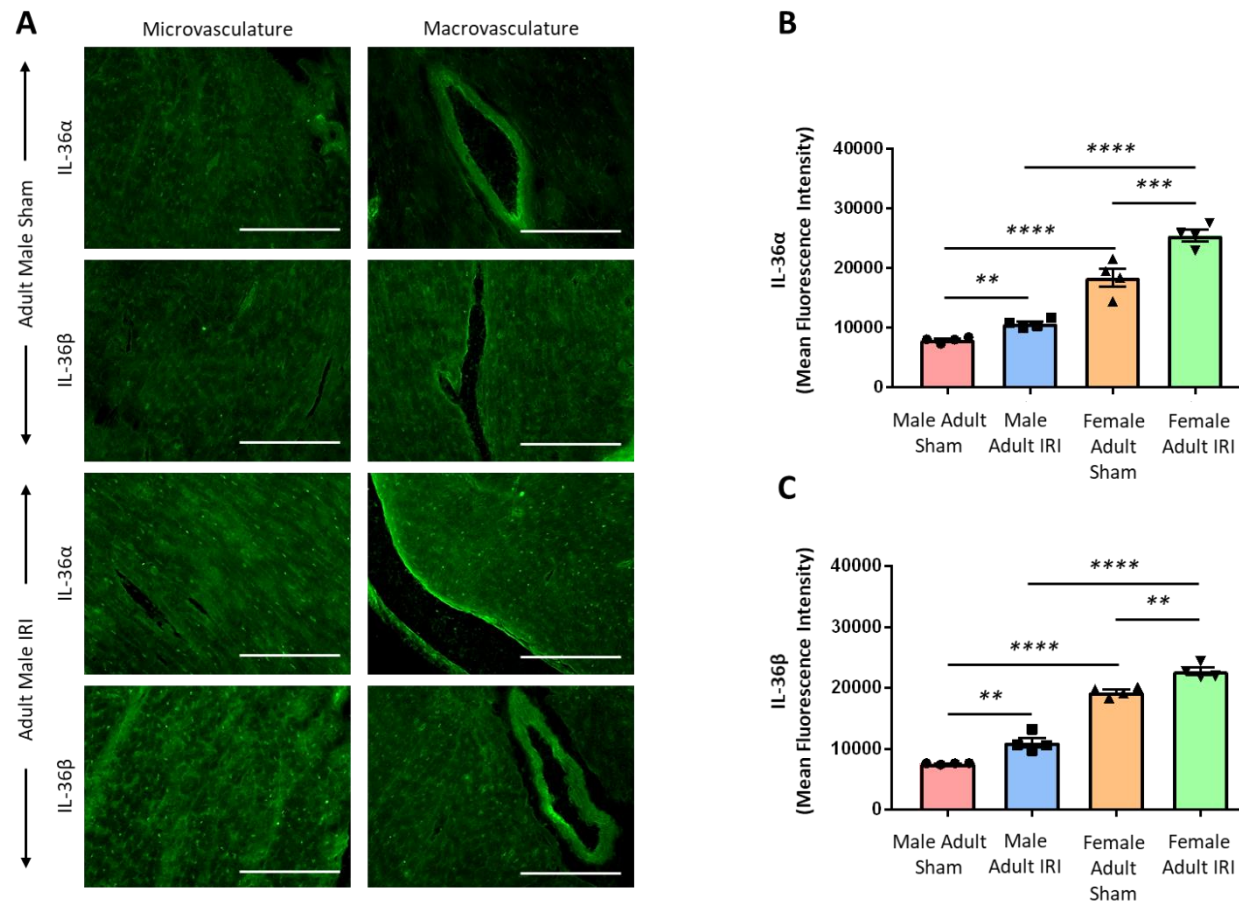 A
Microvasculature
Macrovasculature
Adult Male Sham
IL-36α
IL-36β
Adult Male IRI
IL-36α
IL-36β
B
IL-36α
(Mean Fluorescence Intensity)
40000
30000
20000
10000
0
**
****
***
****
Male Adult
Sham
Male
Adult IRI
Female
Adult
Sham
Female
Adult IRI
C
IL-36β
(Mean Fluorescence Intensity)
40000
30000
20000
10000
0
**
****
**
****
Male Adult
Sham
Male
Adult IRI
Female
Adult
Sham
Female
Adult IRI